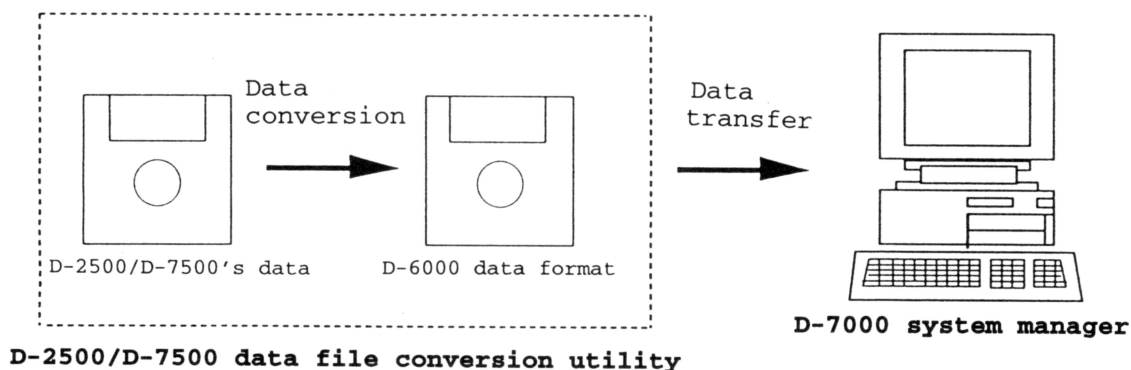 Data
conversion
Data
transfer
D-2500/D-7500's data
D-6000 data format
D-7000 system manager
D-2500/D-7500 data file conversion utility